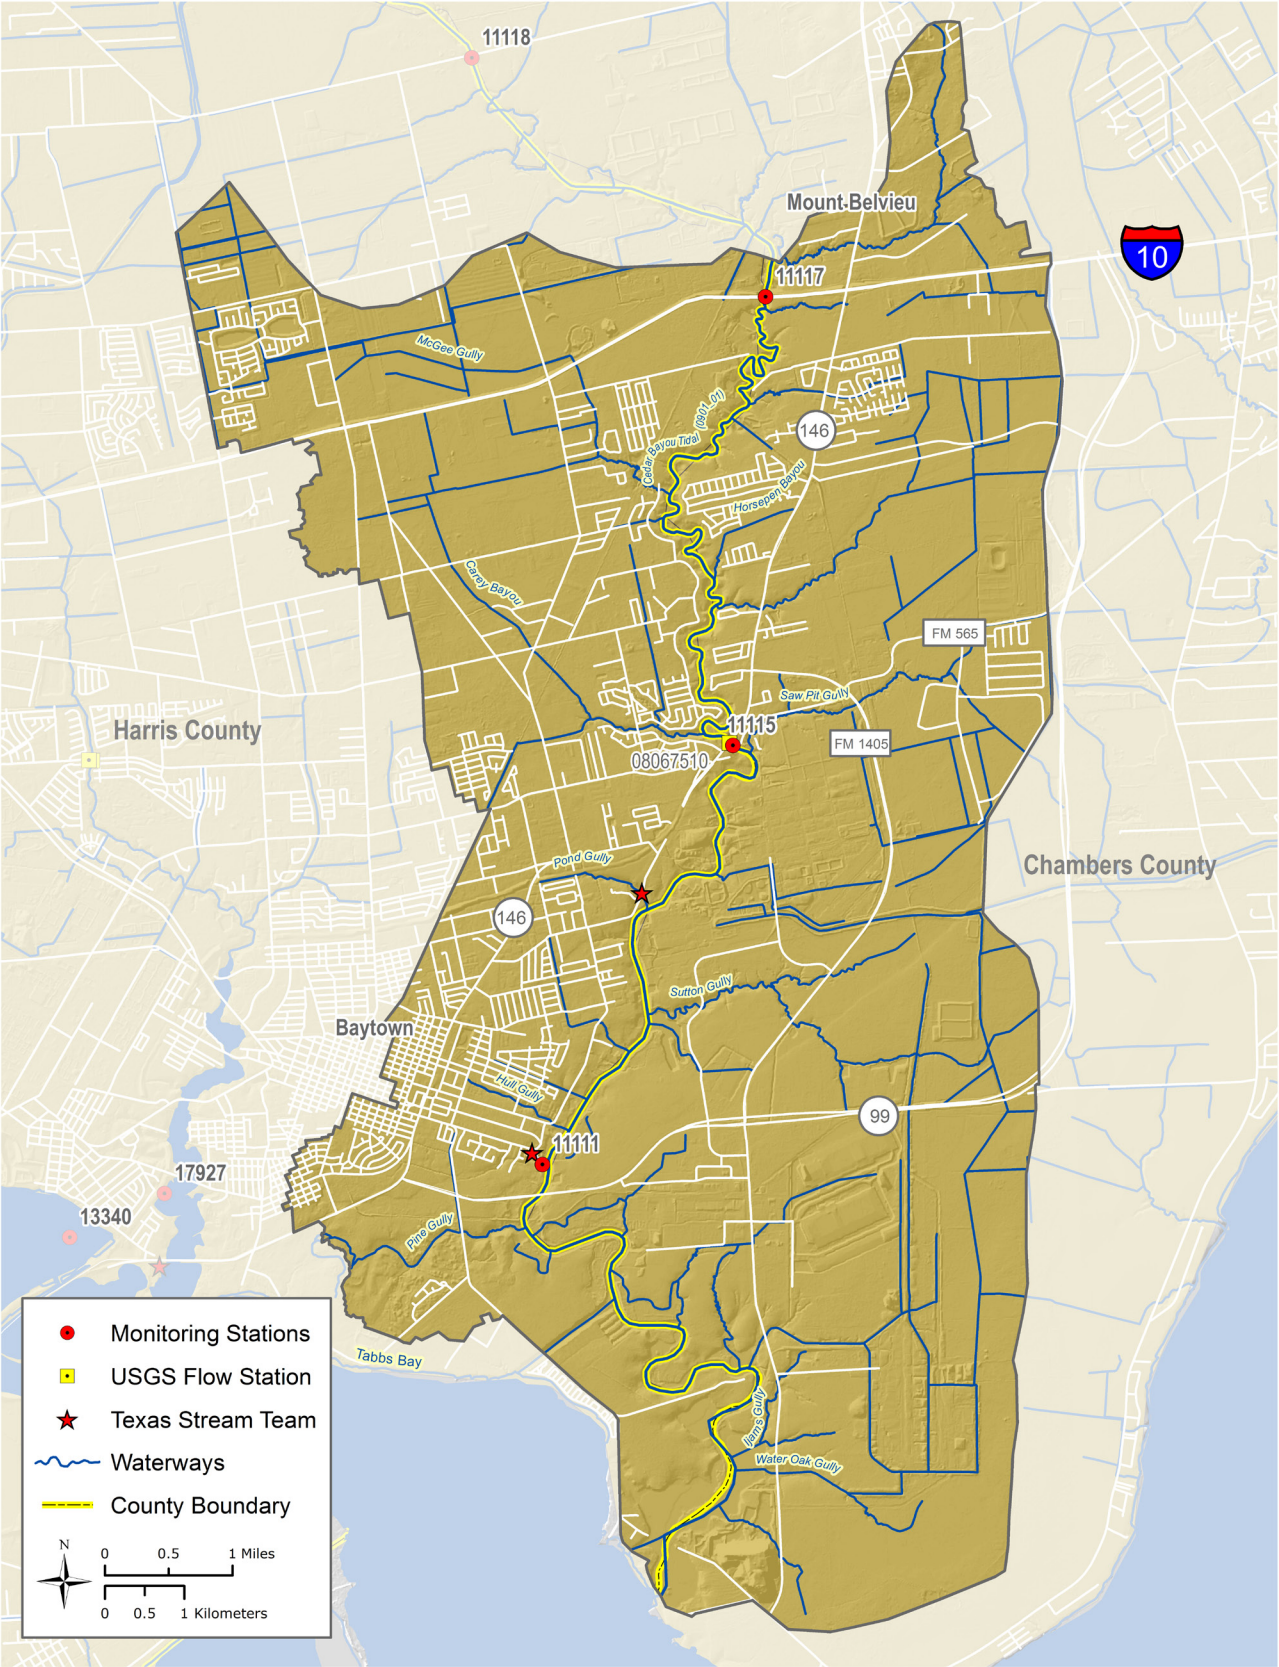 11118
Mount Belvieu
10
11117
McGee Gully
(Cedar Bayou Tidal (0901_01)
146
Horsepen Bayou
Carey Bayou
FM 565
Saw Pit Gully
11115
Harris County
FM 1405
08067510
Pond Gully
Chambers County
146
Sutton Gully
Baytown
Hull Gully
99
11111
17927
13340
Pine Gully
Tabbs Bay
Ijams Gully
Water Oak Gully
Monitoring Stations
USGS Flow Station
Texas Stream Team
Waterways
County Boundary
N
0 0.5 1 Miles
0 0.5 1 Kilometers